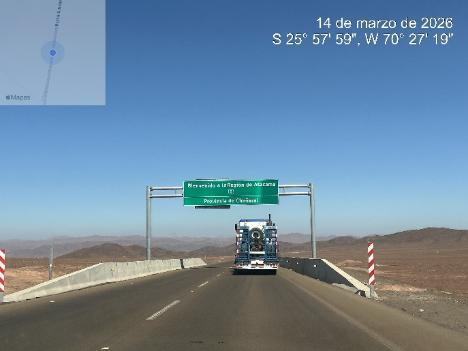 14 de marzo de 2026
S 25° 57' 59", W 70° 27' 19"
Mapas
Bienvenido a la Región de Atacama
Provincia de Chañaral